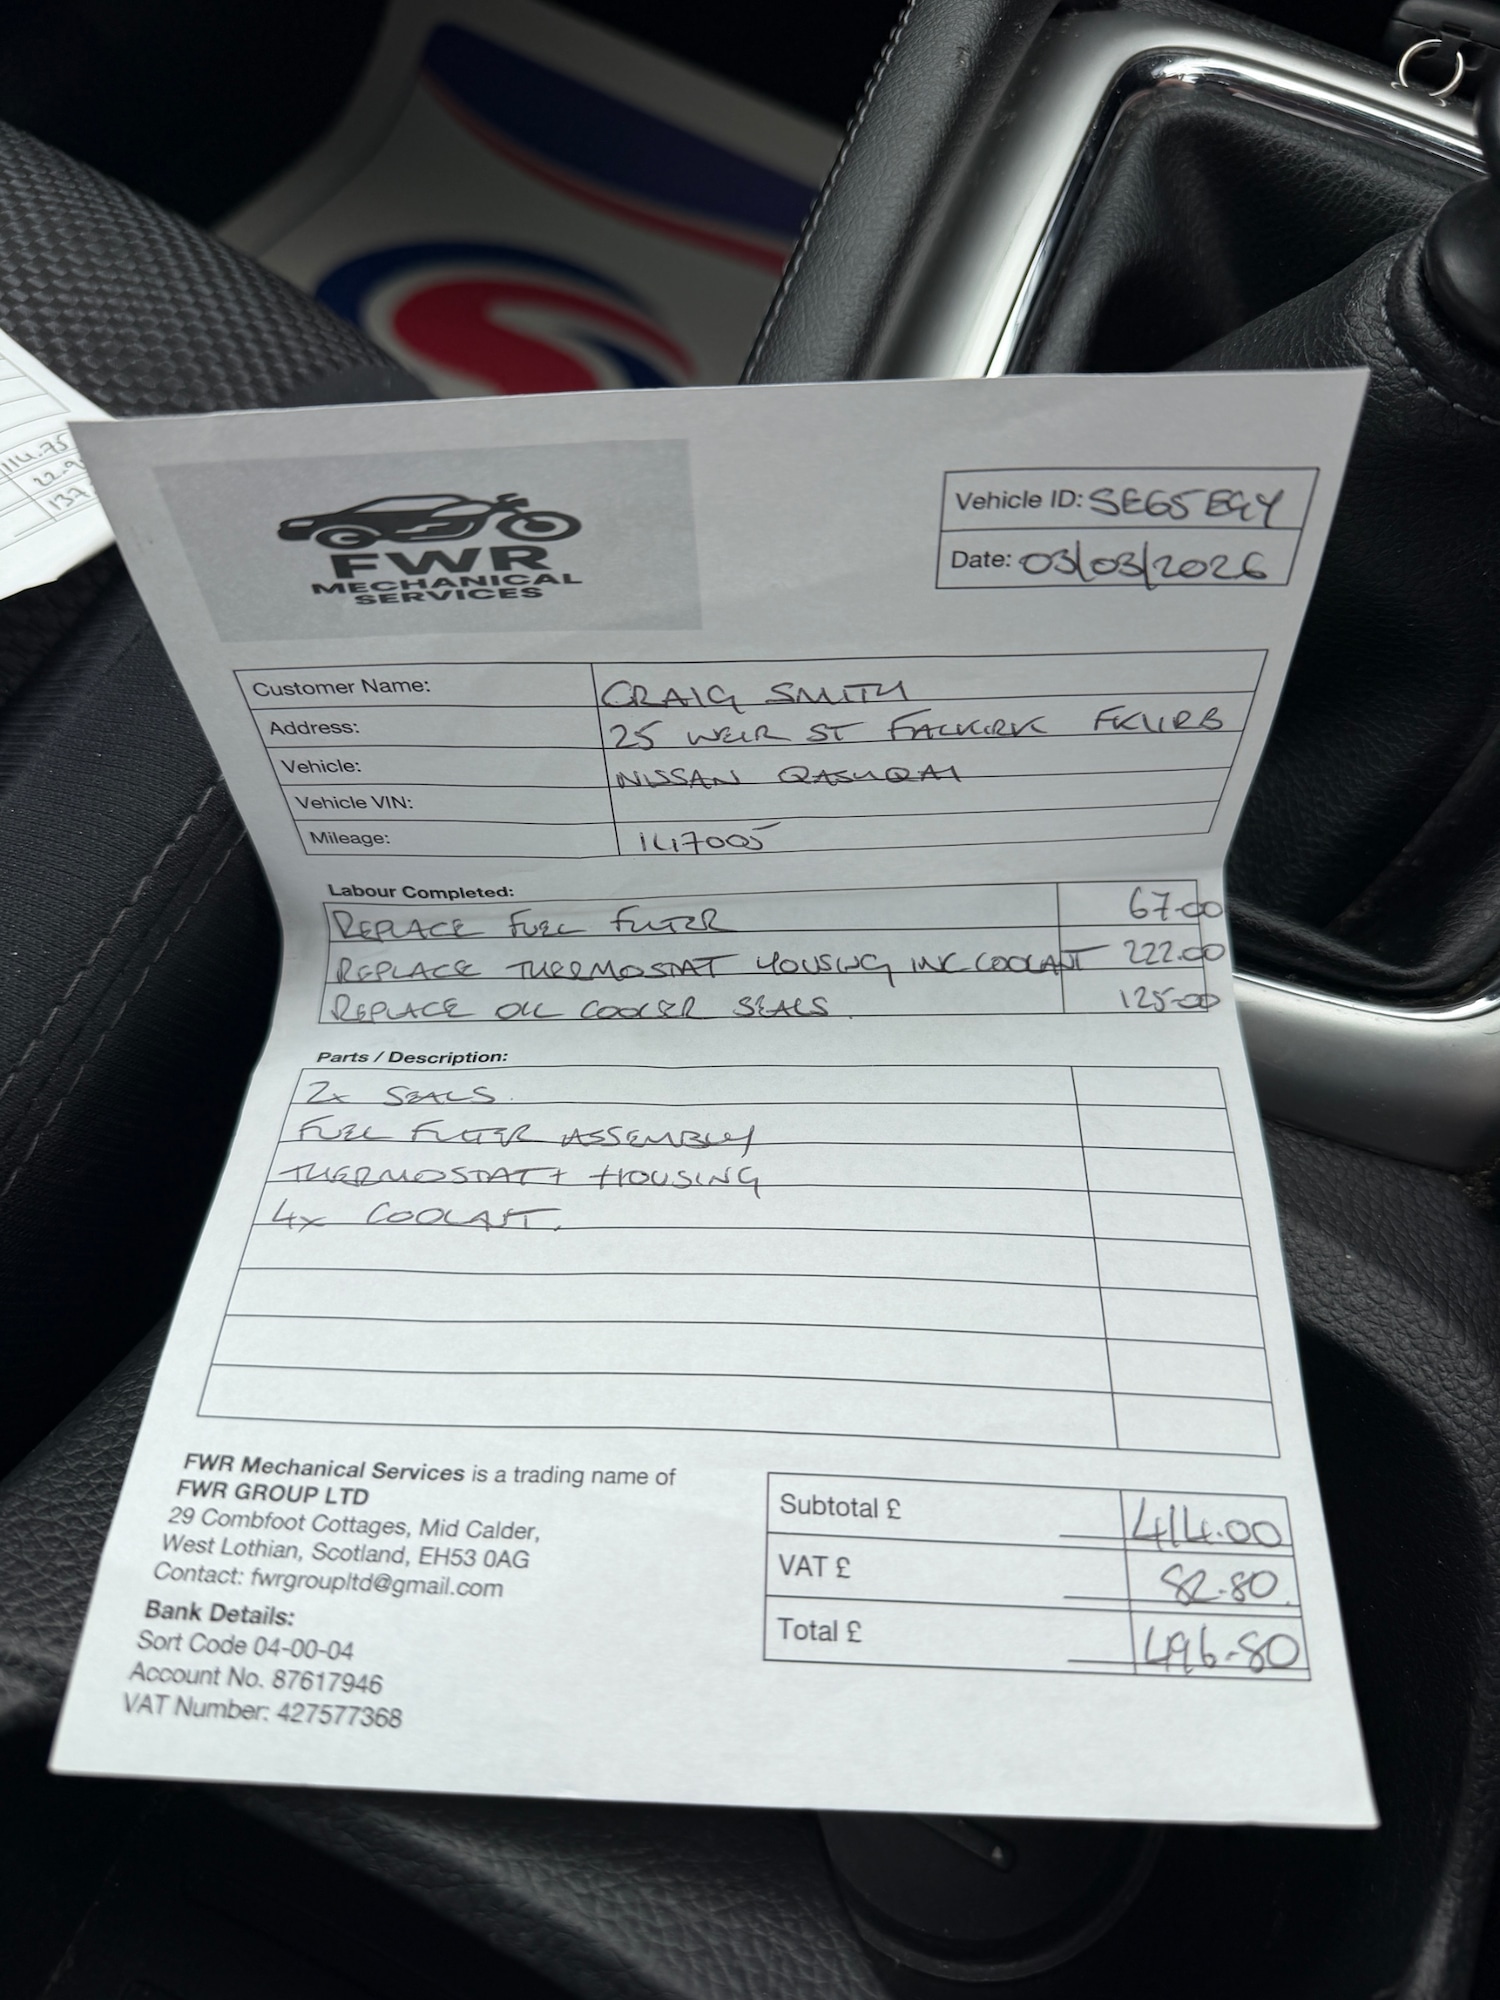 114.75
137
FWR
MECHANICAL
SERVICES
Vehicle ID: SE65 EGY
Date: 03/03/2026
Customer Name: CRAIG SMITH
Address: 25 WEIR ST FALKIRK FK11RB
Vehicle: NISSAN QASHQAI
Vehicle VIN:
Mileage: 147005
Labour Completed:
REPLACE FUEL FILTER 67.00
REPLACE THERMOSTAT HOUSING INC COOLANT 222.00
REPLACE OIL COOLER SEALS. 125.00
Parts / Description:
2x SEALS.
FUEL FILTER ASSEMBLY
THERMOSTAT + HOUSING
4x COOLANT.
FWR Mechanical Services is a trading name of
FWR GROUP LTD
29 Combfoot Cottages, Mid Calder,
West Lothian, Scotland, EH53 0AG
Contact: fwrgroupltd@gmail.com
Bank Details:
Sort Code 04-00-04
Account No. 87617946
VAT Number: 427577368
Subtotal £ 414.00
VAT £ 82.80.
Total £ 496.80